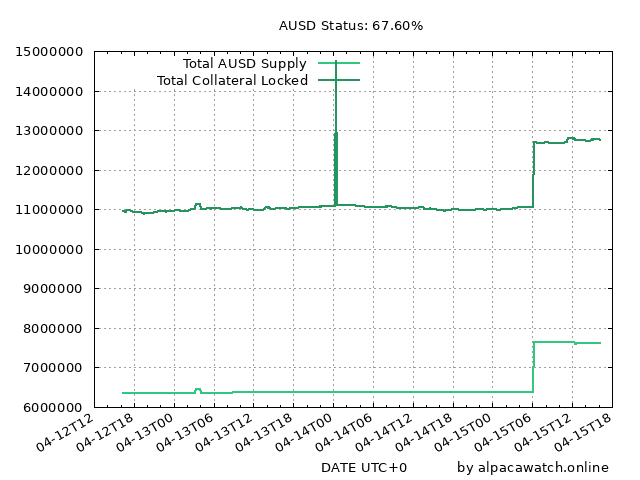 AUSD Status: 67.60%
Total AUSD Supply
Total Collateral Locked
15000000
14000000
13000000
12000000
11000000
10000000
9000000
8000000
7000000
6000000
04-12T12
04-12T18
04-13T00
04-13T06
04-13T12
04-13T18
04-14T00
04-14T06
04-14T12
04-14T18
04-15T00
04-15T06
04-15T12
04-15T18
DATE UTC+0
by alpacawatch.online